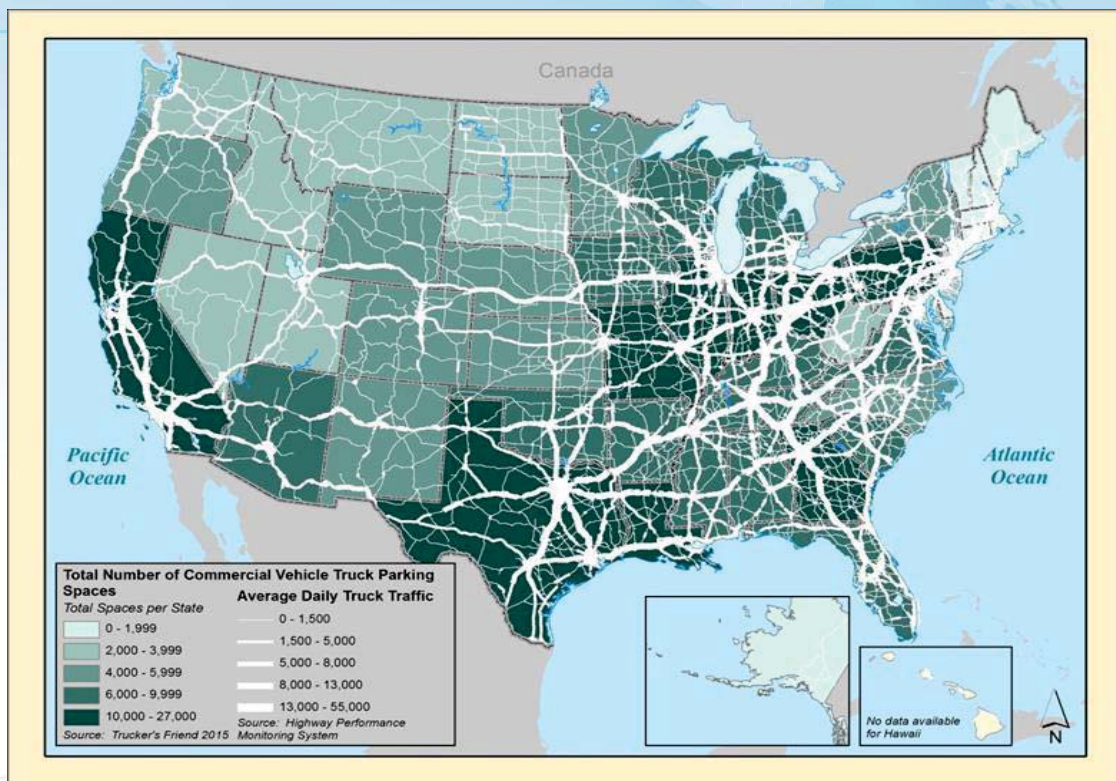 Canada
Pacific
Ocean
Atlantic
Ocean
Total Number of Commercial Vehicle Truck Parking
Spaces
Total Spaces per State
0 - 1,999
2,000 - 3,999
4,000 - 5,999
6,000 - 9,999
10,000 - 27,000
Source: Trucker's Friend 2015
Average Daily Truck Traffic
0 - 1,500
1,500 - 5,000
5,000 - 8,000
8,000 - 13,000
13,000 - 55,000
Source: Highway Performance
Monitoring System
No data available
for Hawaii
N